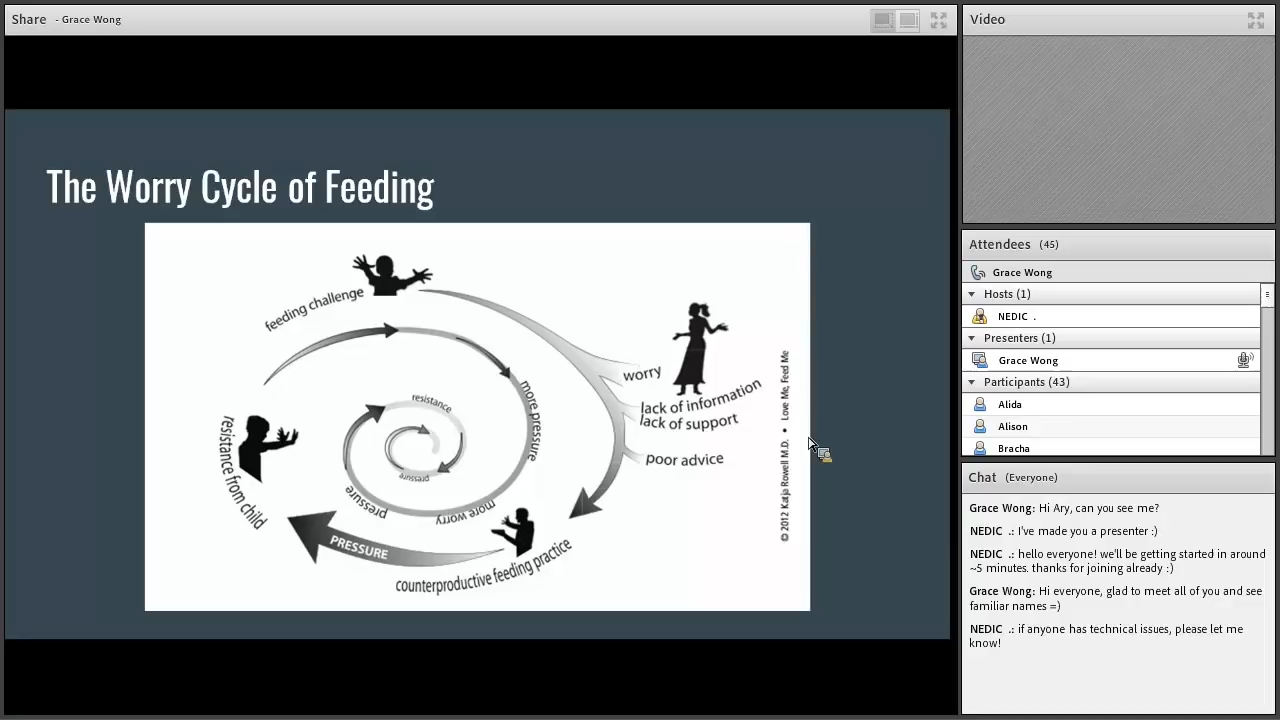 Share - Grace Wong
The Worry Cycle of Feeding
feeding challenge
worry
lack of information
lack of support
poor advice
more pressure
resistance
pressure
more worry
pressure
resistance from child
PRESSURE
counterproductive feeding practice
© 2012 Katja Rowell M.D. • Love Me, Feed Me
Video
Attendees (45)
Grace Wong
Hosts (1)
NEDIC .
Presenters (1)
Grace Wong
Participants (43)
Alida
Alison
Bracha
Chat (Everyone)
Grace Wong: Hi Ary, can you see me?
NEDIC .: I've made you a presenter :)
NEDIC .: hello everyone! we'll be getting started in around
~5 minutes. thanks for joining already :)
Grace Wong: Hi everyone, glad to meet all of you and see
familiar names =)
NEDIC .: if anyone has technical issues, please let me
know!